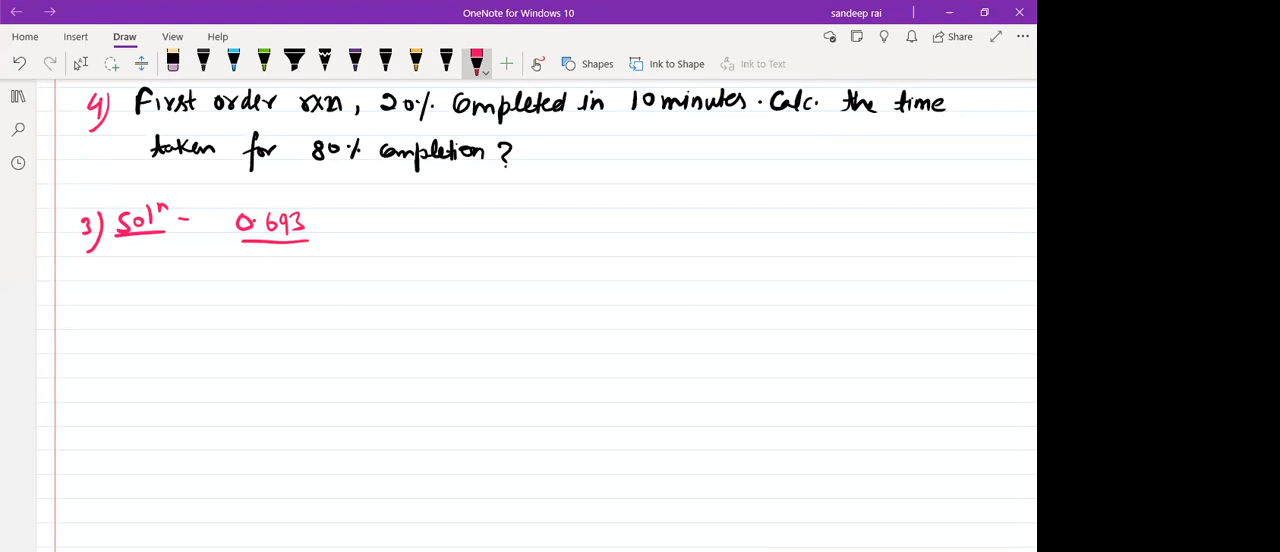 OneNote for Windows 10
sandeep rai
Home Insert Draw View Help
Share
Shapes Ink to Shape Ink to Text
4) First order rxn, 20% Completed in 10 minutes. Calc. the time
taken for 80% completion?
3) Solⁿ - 0.693